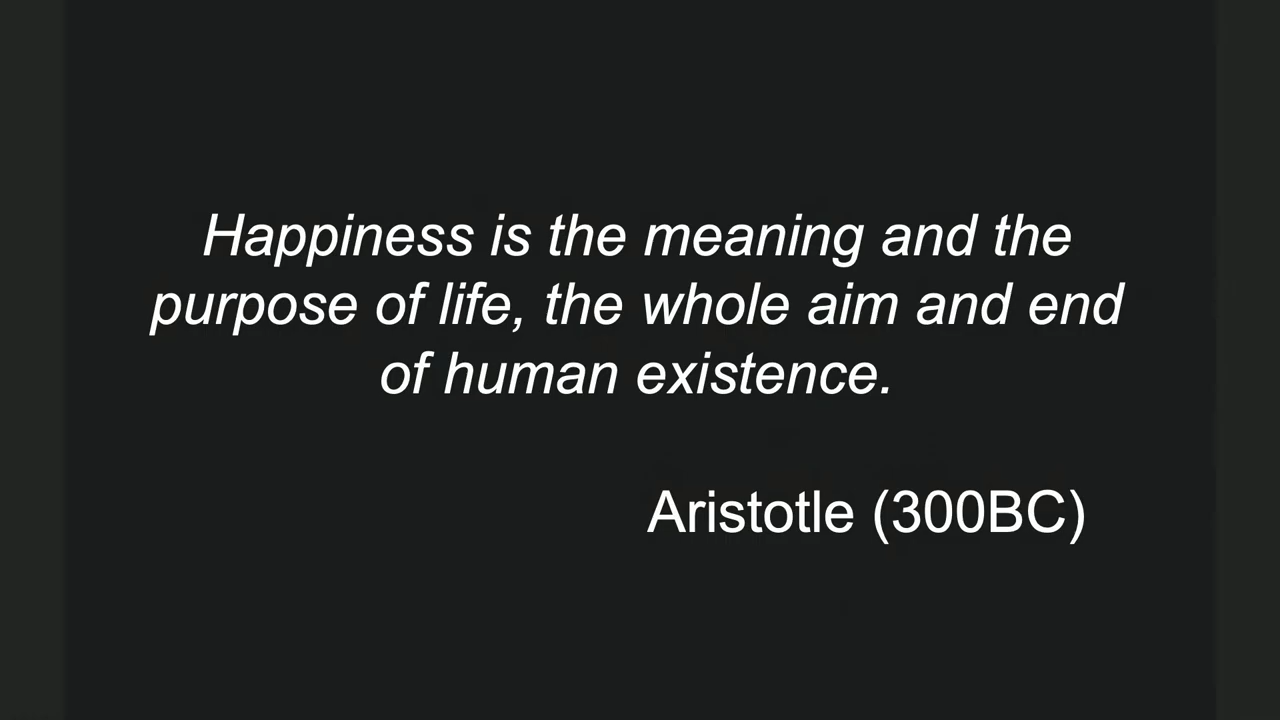 Happiness is the meaning and the
purpose of life, the whole aim and end
of human existence.
Aristotle (300BC)